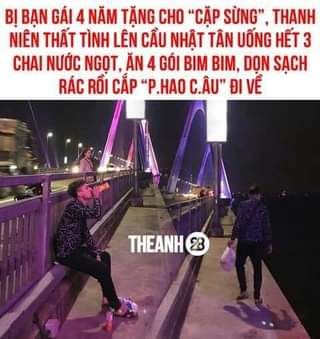 BỊ BẠN GÁI 4 NĂM TẶNG CHO "CẶP SỪNG", THANH
NIÊN THẤT TÌNH LÊN CẦU NHẬT TÂN UỐNG HẾT 3
CHAI NƯỚC NGỌT, ĂN 4 GÓI BIM BIM, DỌN SẠCH
RÁC RỒI CẮP "P.HAO C.ÂU" ĐI VỀ
THEANH 28